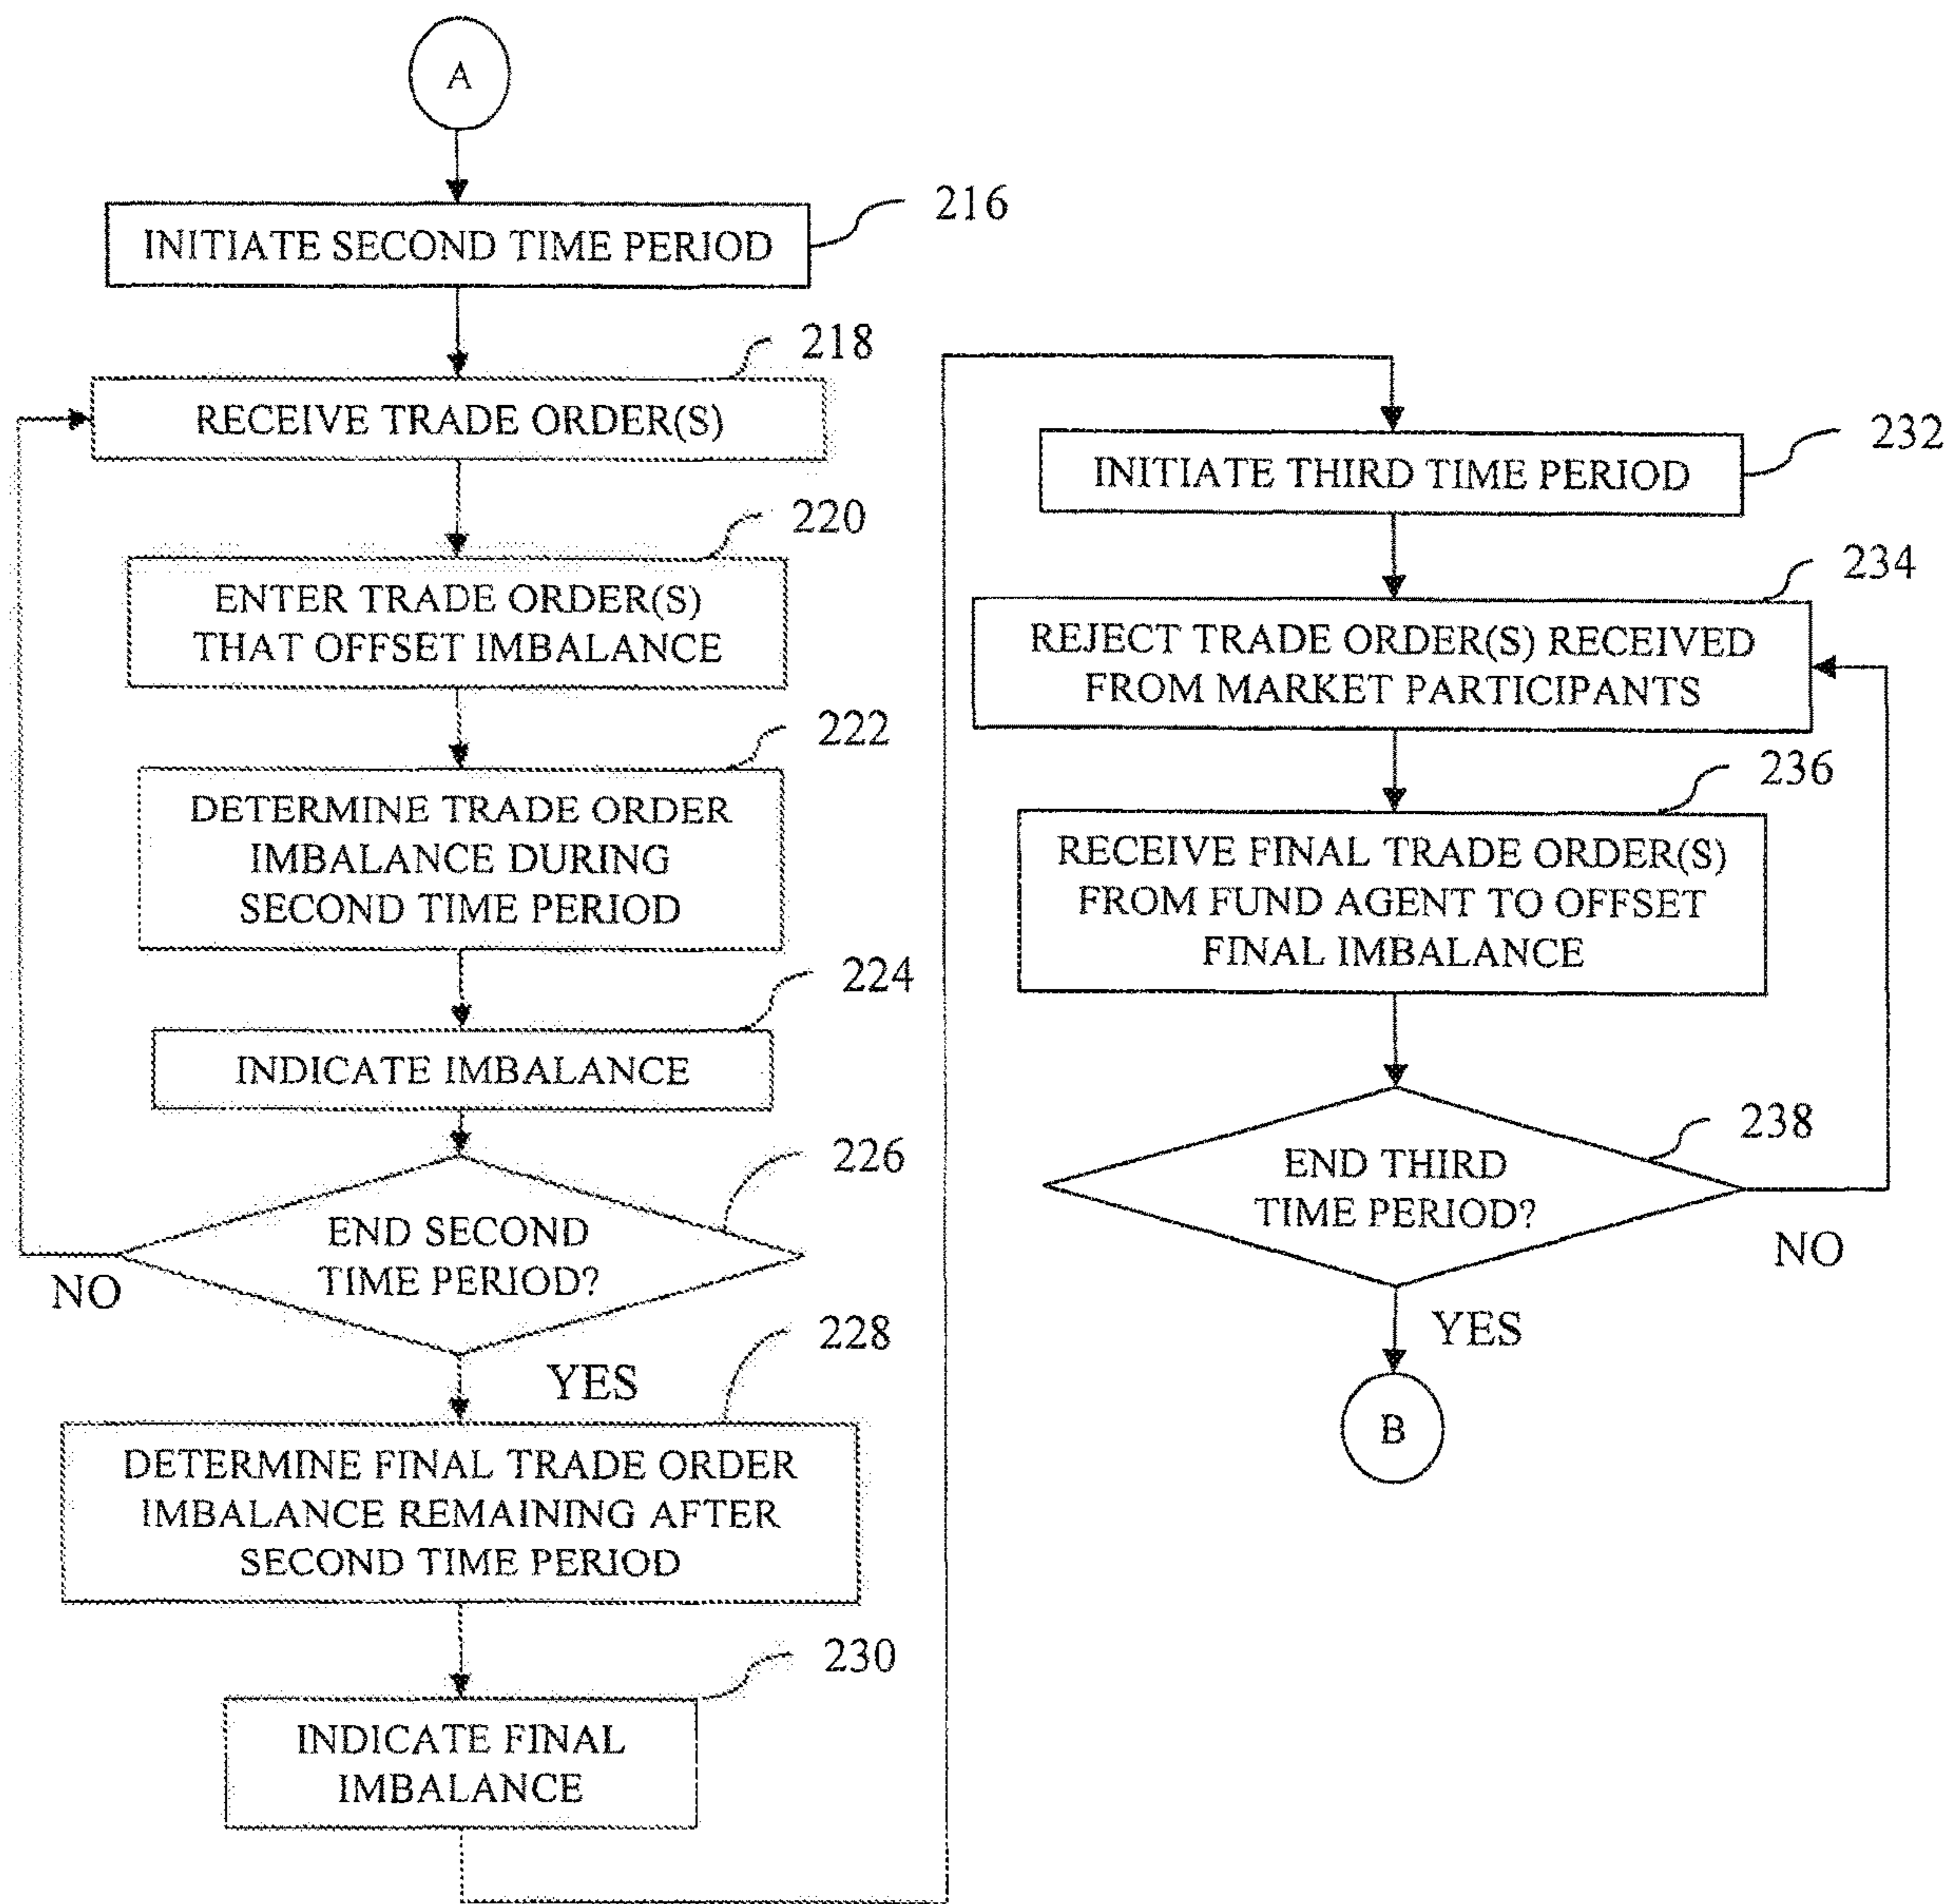 A
INITIATE SECOND TIME PERIOD
216
218
RECEIVE TRADE ORDER(S)
220
ENTER TRADE ORDER(S)
THAT OFFSET IMBALANCE
222
DETERMINE TRADE ORDER
IMBALANCE DURING
SECOND TIME PERIOD
224
INDICATE IMBALANCE
226
END SECOND
TIME PERIOD?
NO
YES
228
DETERMINE FINAL TRADE ORDER
IMBALANCE REMAINING AFTER
SECOND TIME PERIOD
230
INDICATE FINAL
IMBALANCE
232
INITIATE THIRD TIME PERIOD
234
REJECT TRADE ORDER(S) RECEIVED
FROM MARKET PARTICIPANTS
236
RECEIVE FINAL TRADE ORDER(S)
FROM FUND AGENT TO OFFSET
FINAL IMBALANCE
238
END THIRD
TIME PERIOD?
NO
YES
B